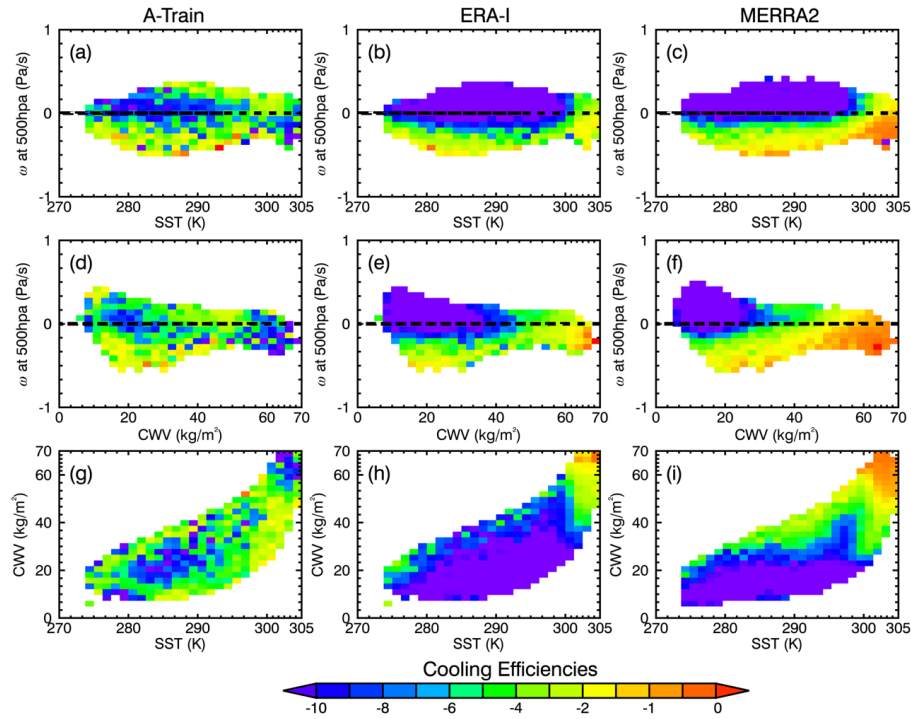 A-Train ERA-I MERRA2
(a) (b) (c)
1 1 1
0 0 0
-1 -1 -1
ω at 500hpa (Pa/s) ω at 500hpa (Pa/s) ω at 500hpa (Pa/s)
270 280 290 300 305 270 280 290 300 305 270 280 290 300 305
SST (K) SST (K) SST (K)
(d) (e) (f)
1 1 1
0 0 0
-1 -1 -1
ω at 500hpa (Pa/s) ω at 500hpa (Pa/s) ω at 500hpa (Pa/s)
0 20 40 60 70 0 20 40 60 70 0 20 40 60 70
CWV (kg/m²) CWV (kg/m²) CWV (kg/m²)
(g) (h) (i)
70 70 70
60 60 60
40 40 40
20 20 20
0 0 0
CWV (kg/m²) CWV (kg/m²) CWV (kg/m²)
270 280 290 300 305 270 280 290 300 305 270 280 290 300 305
SST (K) SST (K) SST (K)
Cooling Efficiencies
-10 -8 -6 -4 -2 0